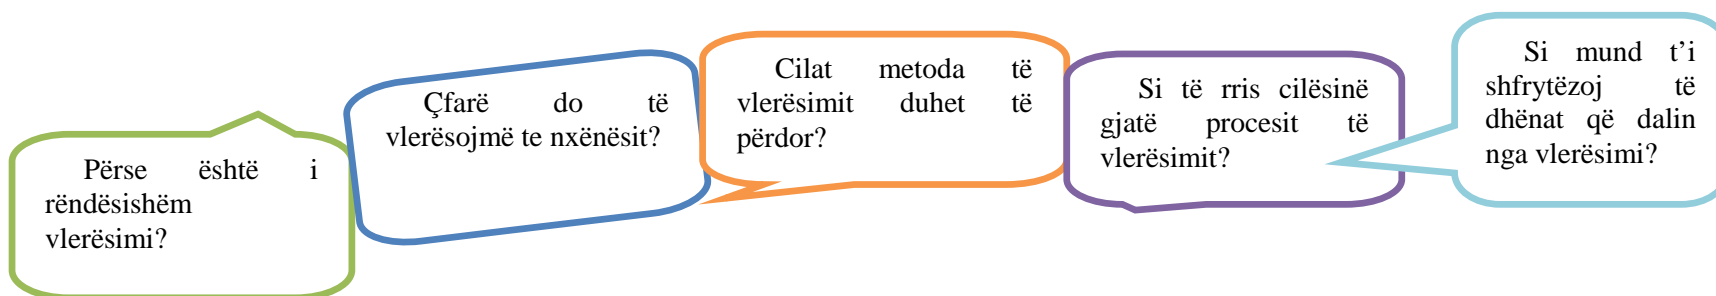 Përse është i
rëndësishëm
vlerësimi?
Çfarë do të
vlerësojmë te nxënësit?
Cilat metoda të
vlerësimit duhet të
përdor?
Si të rris cilësinë
gjatë procesit të
vlerësimit?
Si mund t’i
shfrytëzoj të
dhënat që dalin
nga vlerësimi?